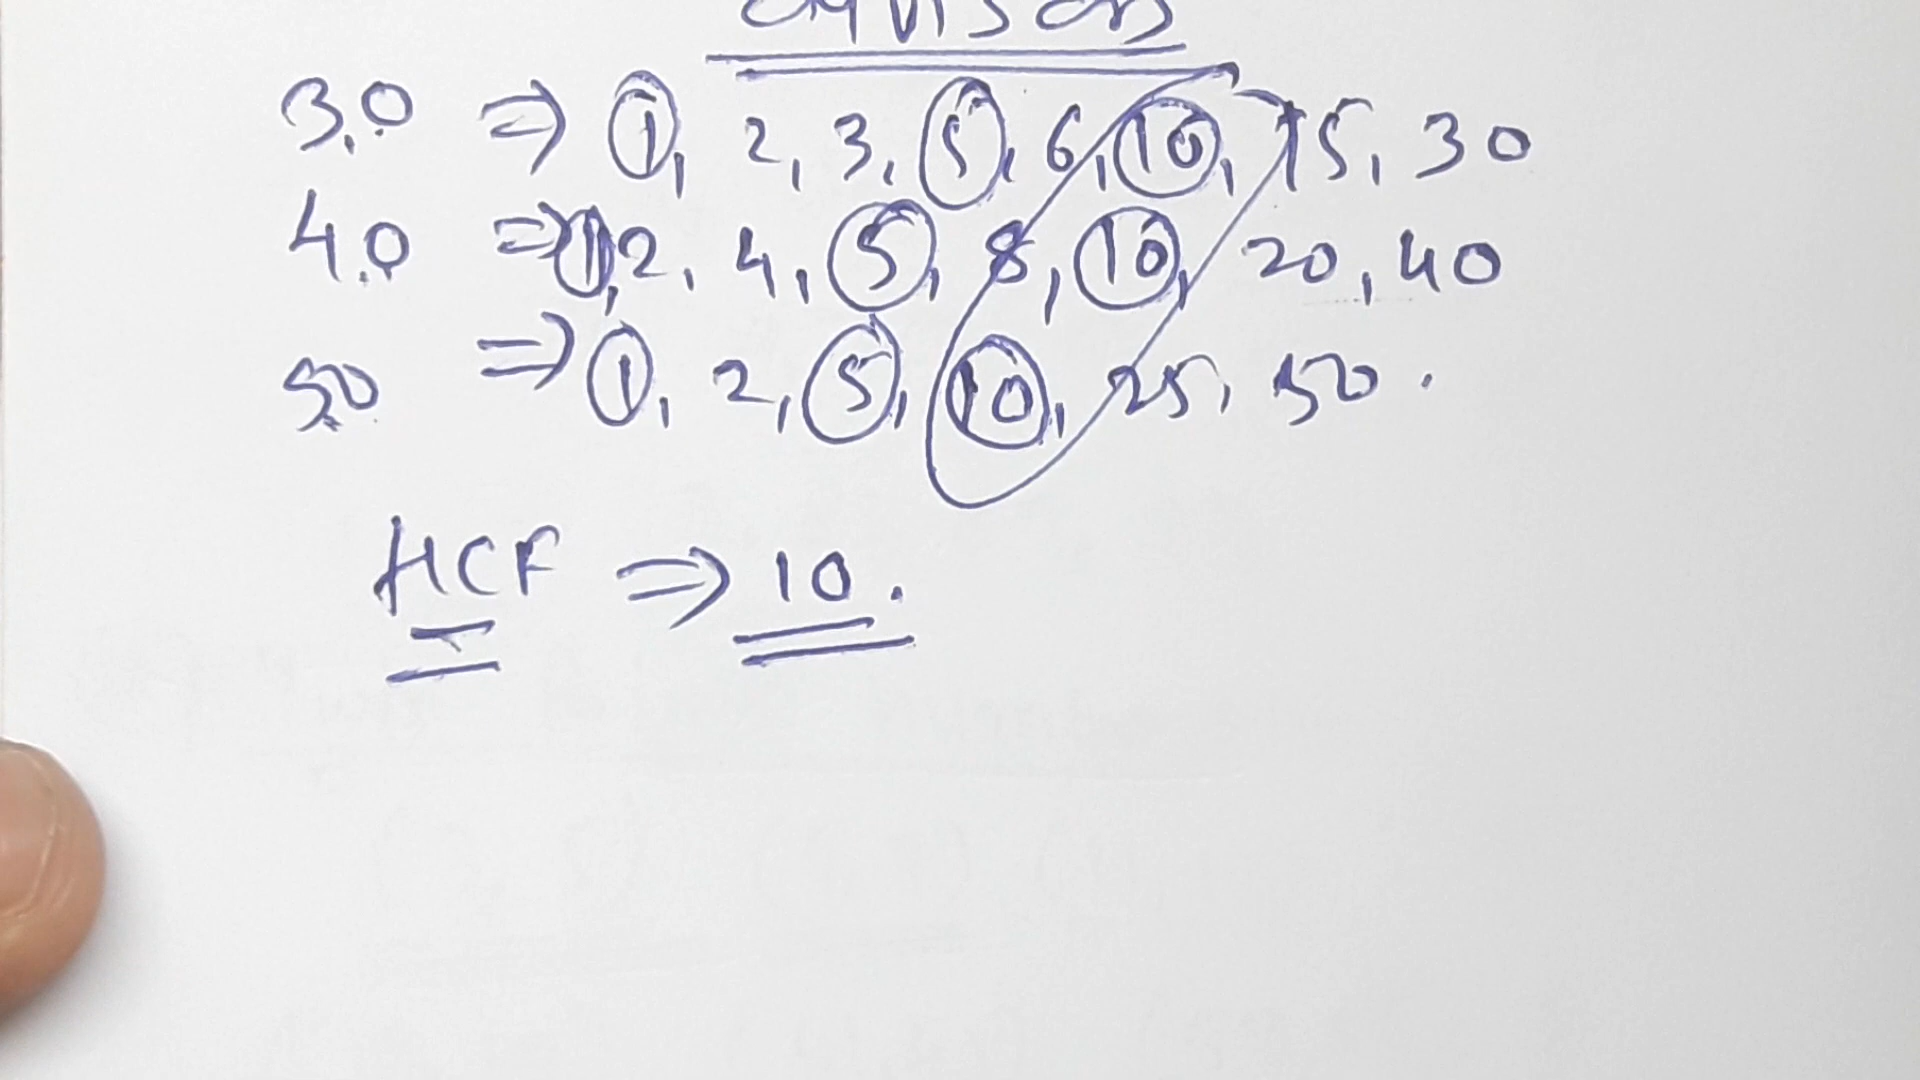 divisors
30 ⇒ 1, 2, 3, 5, 6, 10, 15, 30
40 ⇒ 1, 2, 4, 5, 8, 10, 20, 40
50 ⇒ 1, 2, 5, 10, 25, 50.
HCF ⇒ 10.